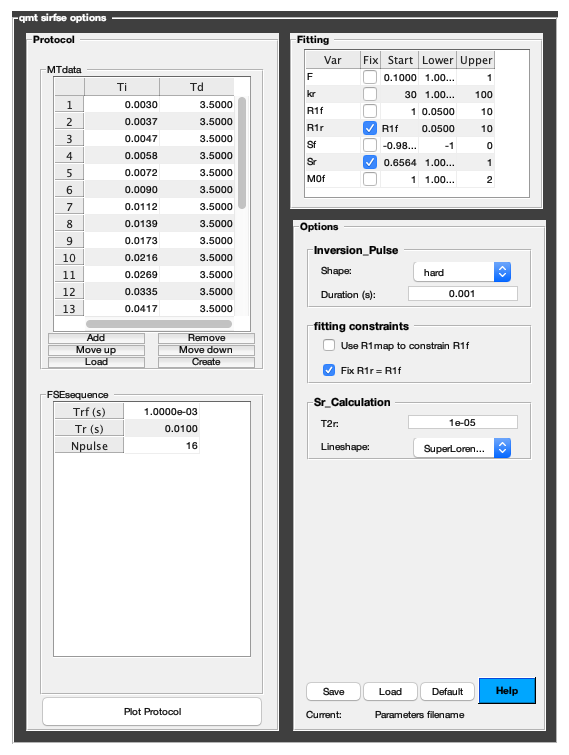 qmt sirfse options
Protocol
MTdata
Ti Td
1 0.0030 3.5000
2 0.0037 3.5000
3 0.0047 3.5000
4 0.0058 3.5000
5 0.0072 3.5000
6 0.0090 3.5000
7 0.0112 3.5000
8 0.0139 3.5000
9 0.0173 3.5000
10 0.0216 3.5000
11 0.0269 3.5000
12 0.0335 3.5000
13 0.0417 3.5000
Add Remove
Move up Move down
Load Create
FSEsequence
Trf (s) 1.0000e-03
Tr (s) 0.0100
Npulse 16
Plot Protocol
Fitting
Var Fix Start Lower Upper
F 0.1000 1.00... 1
kr 30 1.00... 100
R1f 1 0.0500 10
R1r R1f 0.0500 10
Sf -0.98... -1 0
Sr 0.6564 1.00... 1
M0f 1 1.00... 2
Options
Inversion_Pulse
Shape: hard
Duration (s): 0.001
fitting constraints
Use R1map to constrain R1f
Fix R1r = R1f
Sr_Calculation
T2r: 1e-05
Lineshape: SuperLoren...
Save Load Default Help
Current: Parameters filename